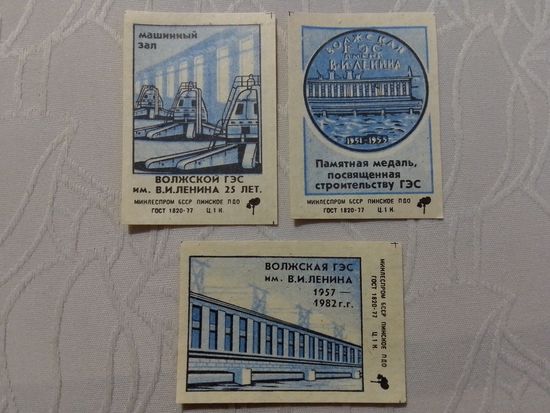 машинный
зал
ВОЛЖСКОЙ ГЭС
им. В.И.ЛЕНИНА 25 ЛЕТ.
МИНЛЕСПРОМ БССР ПИНСКОЕ ПДО
ГОСТ 1820-77 Ц.1 К.
ВОЛЖСКАЯ
ГЭС
ИМЕНИ
В.И.ЛЕНИНА
1951-1955
Памятная медаль,
посвященная
строительству ГЭС
МИНЛЕСПРОМ БССР ПИНСКОЕ ПДО
ГОСТ 1820-77 Ц.1 К.
ВОЛЖСКАЯ ГЭС
им. В.И.ЛЕНИНА
1957 —
1982 г.г.
МИНЛЕСПРОМ БССР ПИНСКОЕ ПДО
ГОСТ 1820-77 Ц.1 К.